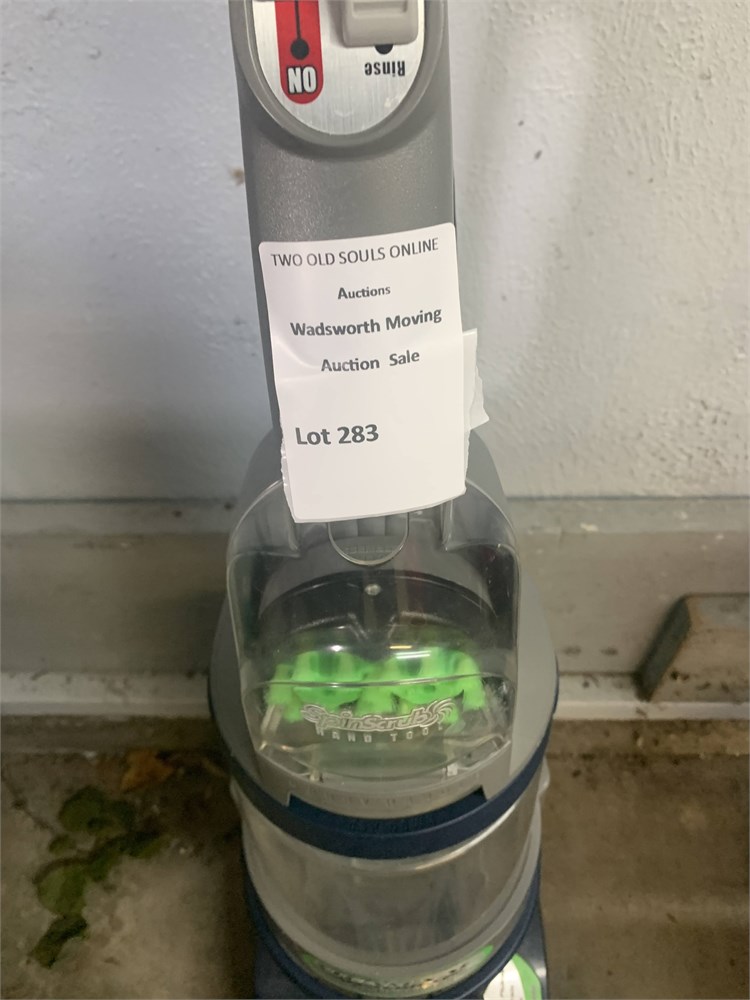 ON
Rinse
TWO OLD SOULS ONLINE
Auctions
Wadsworth Moving
Auction Sale
Lot 283
SpinScrub
HAND TOOL